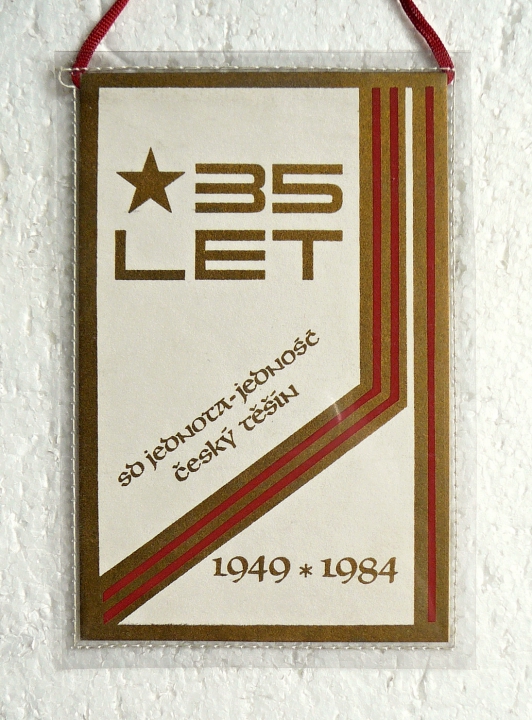 ★35
LET
SD jednota-jedność
český těšín
1949 * 1984